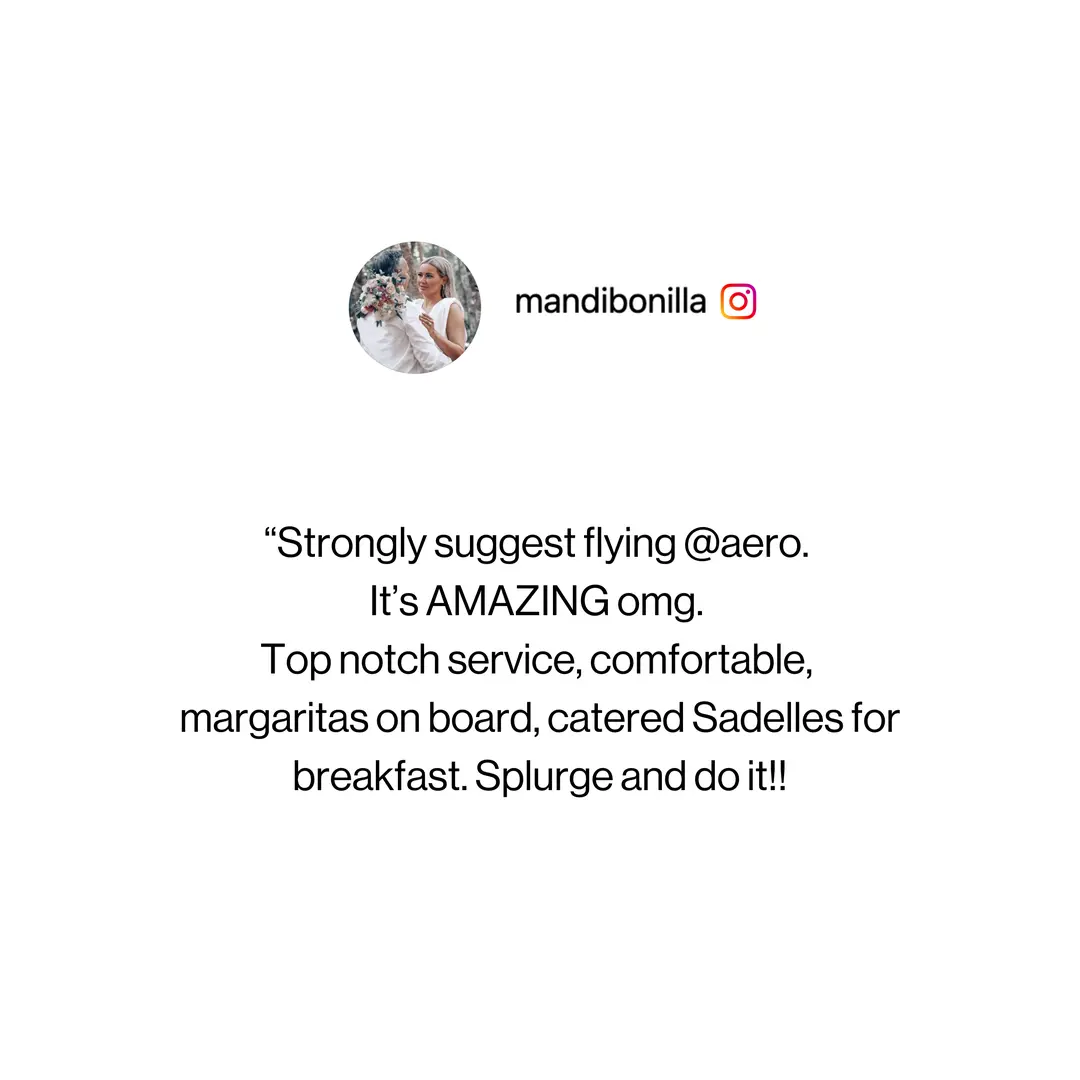 mandibonilla
“Strongly suggest flying @aero.
It’s AMAZING omg.
Top notch service, comfortable,
margaritas on board, catered Sadelles for
breakfast. Splurge and do it!!